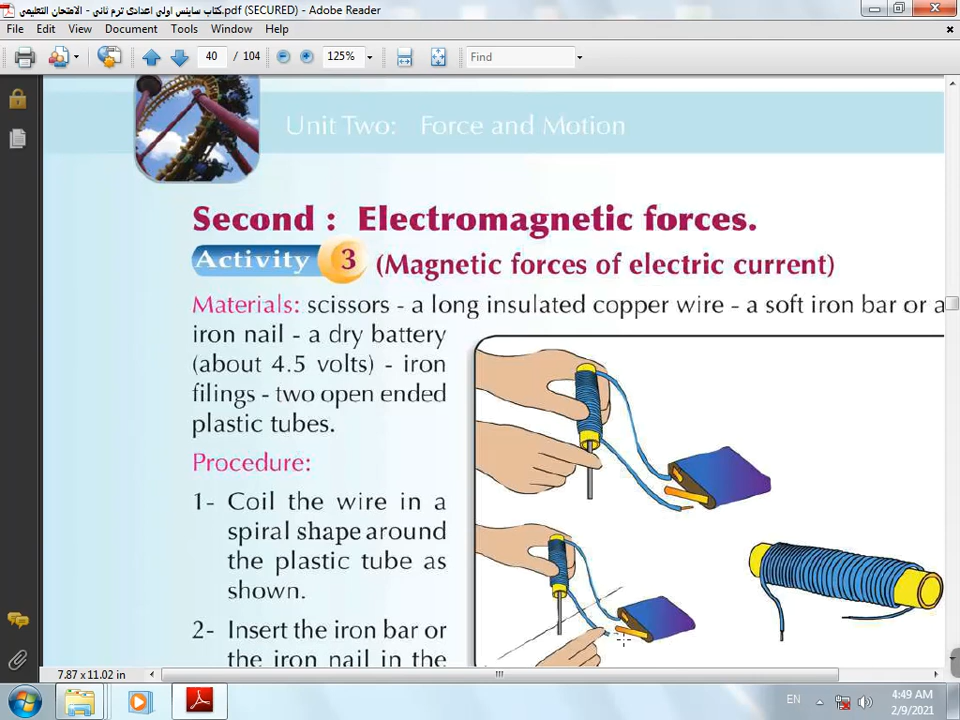 كتاب ساينس اولي اعدادى ترم ثاني - الامتحان التعليمي.pdf (SECURED) - Adobe Reader
File Edit View Document Tools Window Help
40 / 104 125% Find
Unit Two: Force and Motion
Second : Electromagnetic forces.
Activity 3 (Magnetic forces of electric current)
Materials: scissors - a long insulated copper wire - a soft iron bar or a
iron nail - a dry battery
(about 4.5 volts) - iron
filings - two open ended
plastic tubes.
Procedure:
1- Coil the wire in a
spiral shape around
the plastic tube as
shown.
2- Insert the iron bar or
the iron nail in the
7.87 x 11.02 in
EN
4:49 AM
2/9/2021